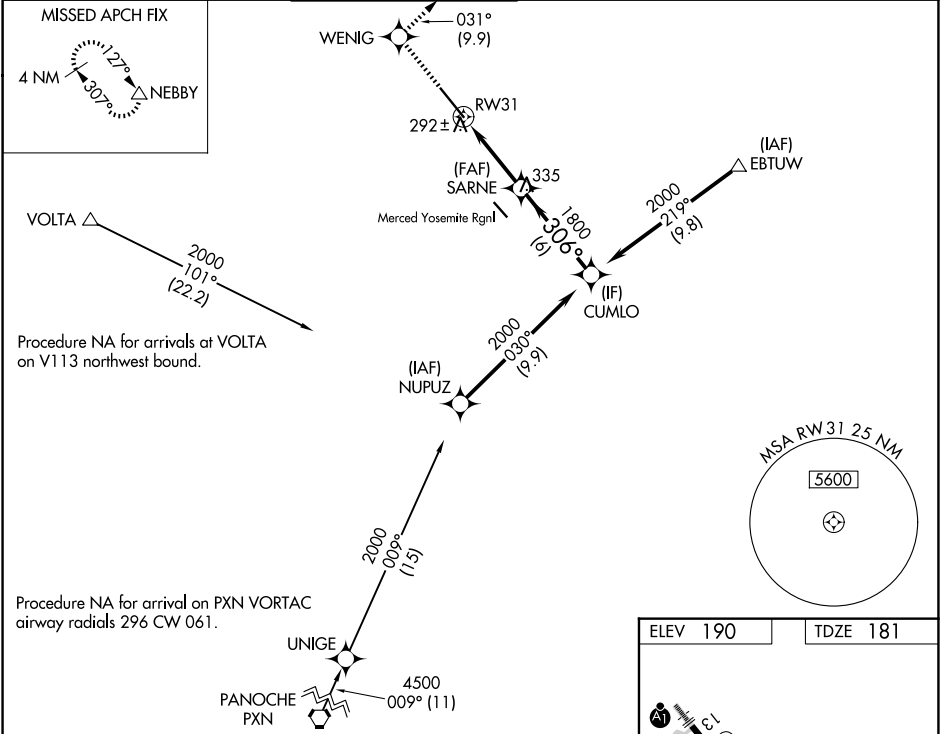 MISSED APCH FIX
4 NM
127°
307°
NEBBY
WENIG
031°
(9.9)
RW31
292±
(FAF)
SARNE
335
Merced Yosemite Rgnl
(IAF)
EBTUW
2000
219°
(9.8)
1800
306°
(6)
(IF)
CUMLO
VOLTA
2000
101°
(22.2)
Procedure NA for arrivals at VOLTA
on V113 northwest bound.
2000
030°
(9.9)
(IAF)
NUPUZ
MSA RW 31 25 NM
5600
2000
009°
(15)
Procedure NA for arrival on PXN VORTAC
airway radials 296 CW 061.
UNIGE
4500
009° (11)
PANOCHE
PXN
ELEV 190
TDZE 181
A1
13